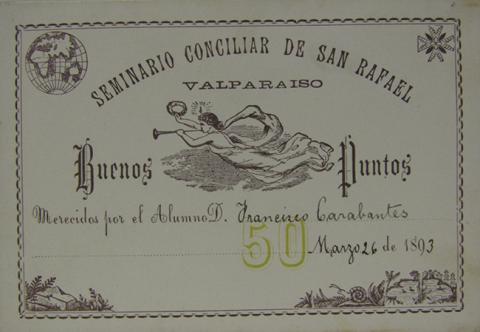 SEMINARIO CONCILIAR DE SAN RAFAEL
VALPARAISO
Buenos Puntos
Merecidos por el Alumno D. Francisco Carabantes
50
Marzo 26 de 1893